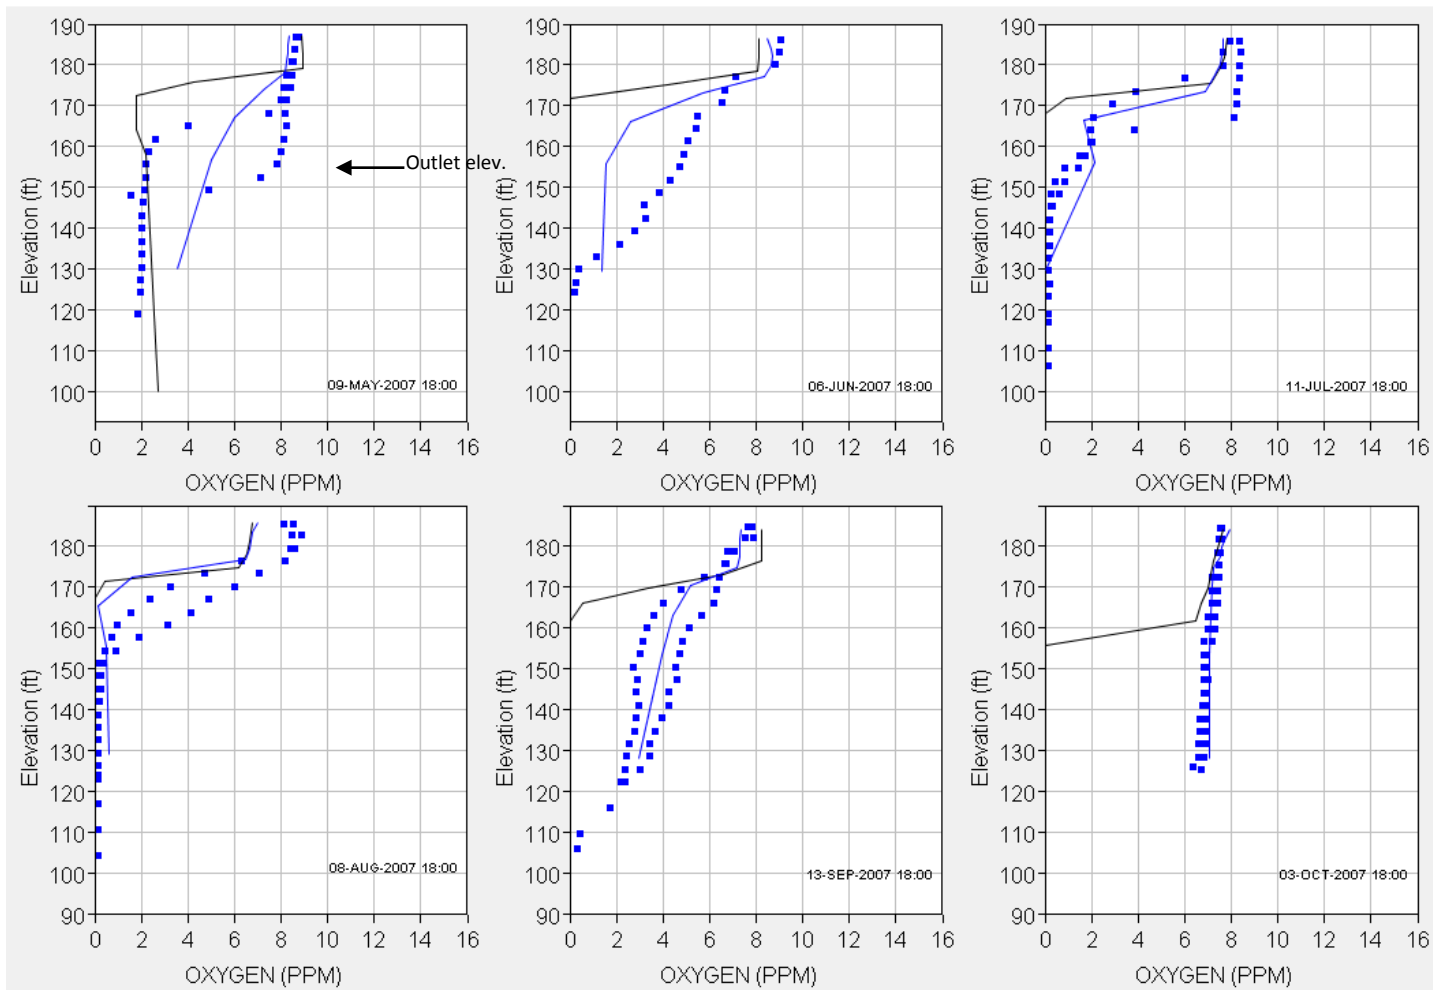 190
180
170
160
150
140
130
120
110
100
Elevation (ft)
Outlet elev.
09-MAY-2007 18:00
0 2 4 6 8 10 12 14 16
OXYGEN (PPM)
190
180
170
160
150
140
130
120
110
100
Elevation (ft)
06-JUN-2007 18:00
0 2 4 6 8 10 12 14 16
OXYGEN (PPM)
190
180
170
160
150
140
130
120
110
100
Elevation (ft)
11-JUL-2007 18:00
0 2 4 6 8 10 12 14 16
OXYGEN (PPM)
180
170
160
150
140
130
120
110
100
90
Elevation (ft)
08-AUG-2007 18:00
0 2 4 6 8 10 12 14 16
OXYGEN (PPM)
180
170
160
150
140
130
120
110
100
90
Elevation (ft)
13-SEP-2007 18:00
0 2 4 6 8 10 12 14 16
OXYGEN (PPM)
180
170
160
150
140
130
120
110
100
90
Elevation (ft)
03-OCT-2007 18:00
0 2 4 6 8 10 12 14 16
OXYGEN (PPM)